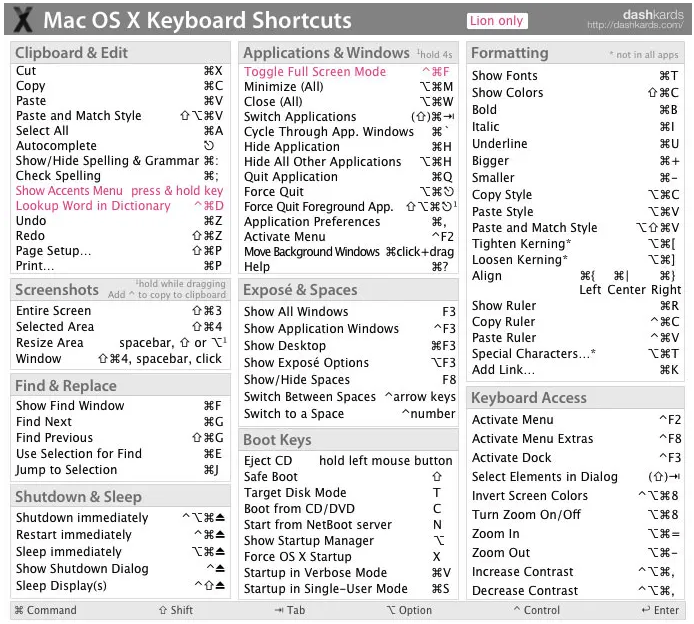 X Mac OS X Keyboard Shortcuts
Lion only
dashkards
http://dashkards.com/
Clipboard & Edit
Cut ⌘X
Copy ⌘C
Paste ⌘V
Paste and Match Style ⇧⌥⌘V
Select All ⌘A
Autocomplete ⎋
Show/Hide Spelling & Grammar ⌘:
Check Spelling ⌘;
Show Accents Menu press & hold key
Lookup Word in Dictionary ^⌘D
Undo ⌘Z
Redo ⇧⌘Z
Page Setup... ⇧⌘P
Print... ⌘P
Screenshots ¹hold while dragging
Add ^ to copy to clipboard
Entire Screen ⇧⌘3
Selected Area ⇧⌘4
Resize Area spacebar, ⇧ or ⌥¹
Window ⇧⌘4, spacebar, click
Find & Replace
Show Find Window ⌘F
Find Next ⌘G
Find Previous ⇧⌘G
Use Selection for Find ⌘E
Jump to Selection ⌘J
Shutdown & Sleep
Shutdown immediately ^⌥⌘⏏
Restart immediately ^⌘⏏
Sleep immediately ⌥⌘⏏
Show Shutdown Dialog ^⏏
Sleep Display(s) ^⇧⏏
Applications & Windows ¹hold 4s
Toggle Full Screen Mode ^⌘F
Minimize (All) ⌥⌘M
Close (All) ⌥⌘W
Switch Applications (⇧)⌘⇥
Cycle Through App. Windows ⌘`
Hide Application ⌘H
Hide All Other Applications ⌥⌘H
Quit Application ⌘Q
Force Quit ⌥⌘⎋
Force Quit Foreground App. ⇧⌥⌘⎋¹
Application Preferences ⌘,
Activate Menu ^F2
Move Background Windows ⌘click+drag
Help ⌘?
Exposé & Spaces
Show All Windows F3
Show Application Windows ^F3
Show Desktop ⌘F3
Show Exposé Options ⌥F3
Show/Hide Spaces F8
Switch Between Spaces ^arrow keys
Switch to a Space ^number
Boot Keys
Eject CD hold left mouse button
Safe Boot ⇧
Target Disk Mode T
Boot from CD/DVD C
Start from NetBoot server N
Show Startup Manager ⌥
Force OS X Startup X
Startup in Verbose Mode ⌘V
Startup in Single-User Mode ⌘S
Formatting * not in all apps
Show Fonts ⌘T
Show Colors ⇧⌘C
Bold ⌘B
Italic ⌘I
Underline ⌘U
Bigger ⌘+
Smaller ⌘-
Copy Style ⌥⌘C
Paste Style ⌥⌘V
Paste and Match Style ⌥⇧⌘V
Tighten Kerning* ⌥⌘[
Loosen Kerning* ⌥⌘]
Align ⌘{ ⌘| ⌘}
Left Center Right
Show Ruler ⌘R
Copy Ruler ^⌘C
Paste Ruler ^⌘V
Special Characters...* ⌥⌘T
Add Link... ⌘K
Keyboard Access
Activate Menu ^F2
Activate Menu Extras ^F8
Activate Dock ^F3
Select Elements in Dialog (⇧)⇥
Invert Screen Colors ^⌥⌘8
Turn Zoom On/Off ⌥⌘8
Zoom In ⌥⌘=
Zoom Out ⌥⌘-
Increase Contrast ^⌥⌘,
Decrease Contrast ^⌥⌘,
⌘ Command ⇧ Shift ⇥ Tab ⌥ Option ^ Control ↵ Enter